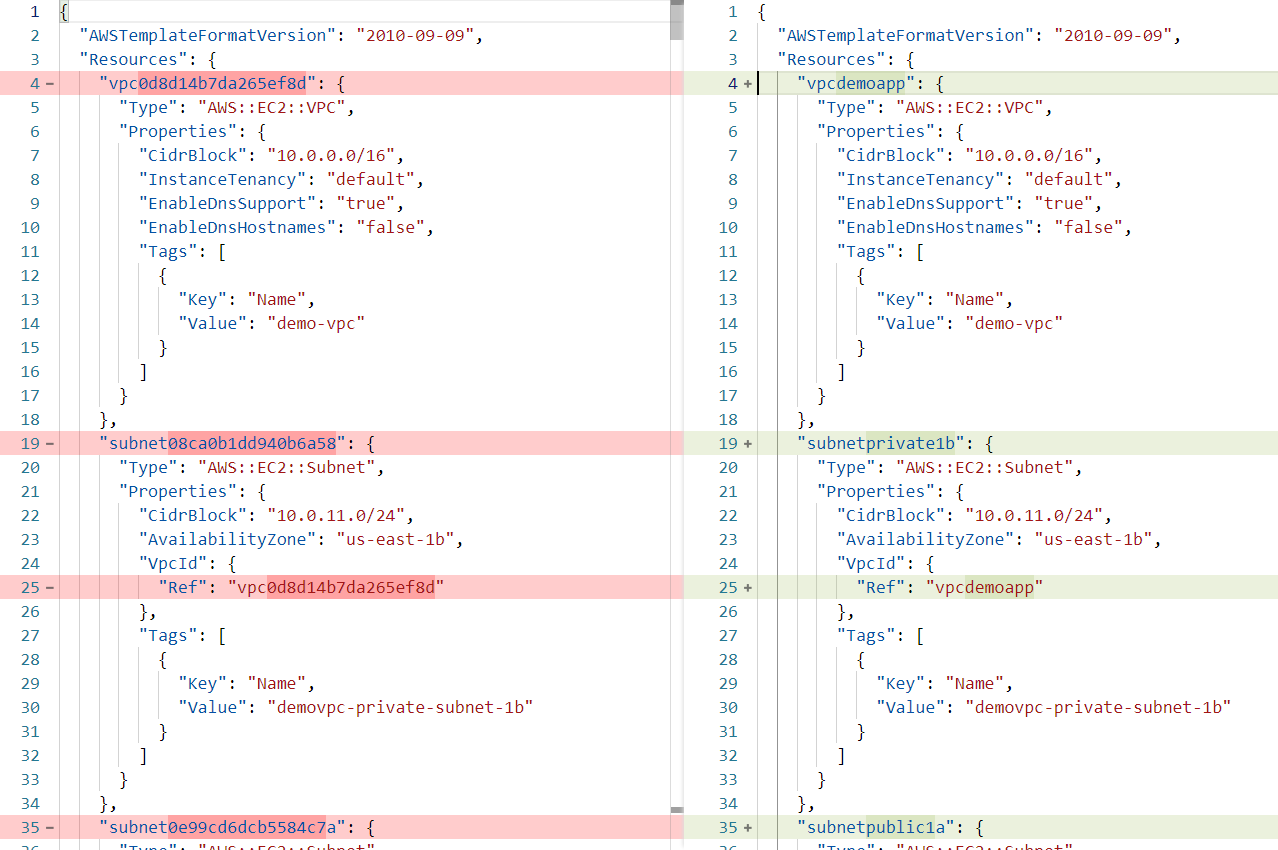 1 {
2 "AWSTemplateFormatVersion": "2010-09-09",
3 "Resources": {
4 - "vpc0d8d14b7da265ef8d": {
5 "Type": "AWS::EC2::VPC",
6 "Properties": {
7 "CidrBlock": "10.0.0.0/16",
8 "InstanceTenancy": "default",
9 "EnableDnsSupport": "true",
10 "EnableDnsHostnames": "false",
11 "Tags": [
12 {
13 "Key": "Name",
14 "Value": "demo-vpc"
15 }
16 ]
17 }
18 },
19 - "subnet08ca0b1dd940b6a58": {
20 "Type": "AWS::EC2::Subnet",
21 "Properties": {
22 "CidrBlock": "10.0.11.0/24",
23 "AvailabilityZone": "us-east-1b",
24 "VpcId": {
25 - "Ref": "vpc0d8d14b7da265ef8d"
26 },
27 "Tags": [
28 {
29 "Key": "Name",
30 "Value": "demovpc-private-subnet-1b"
31 }
32 ]
33 }
34 },
35 - "subnet0e99cd6dcb5584c7a": {
36 "Type": "AWS::EC2::Subnet",
1 {
2 "AWSTemplateFormatVersion": "2010-09-09",
3 "Resources": {
4 + "vpcdemoapp": {
5 "Type": "AWS::EC2::VPC",
6 "Properties": {
7 "CidrBlock": "10.0.0.0/16",
8 "InstanceTenancy": "default",
9 "EnableDnsSupport": "true",
10 "EnableDnsHostnames": "false",
11 "Tags": [
12 {
13 "Key": "Name",
14 "Value": "demo-vpc"
15 }
16 ]
17 }
18 },
19 + "subnetprivate1b": {
20 "Type": "AWS::EC2::Subnet",
21 "Properties": {
22 "CidrBlock": "10.0.11.0/24",
23 "AvailabilityZone": "us-east-1b",
24 "VpcId": {
25 + "Ref": "vpcdemoapp"
26 },
27 "Tags": [
28 {
29 "Key": "Name",
30 "Value": "demovpc-private-subnet-1b"
31 }
32 ]
33 }
34 },
35 + "subnetpublic1a": {
36 "Type": "AWS::EC2::Subnet",